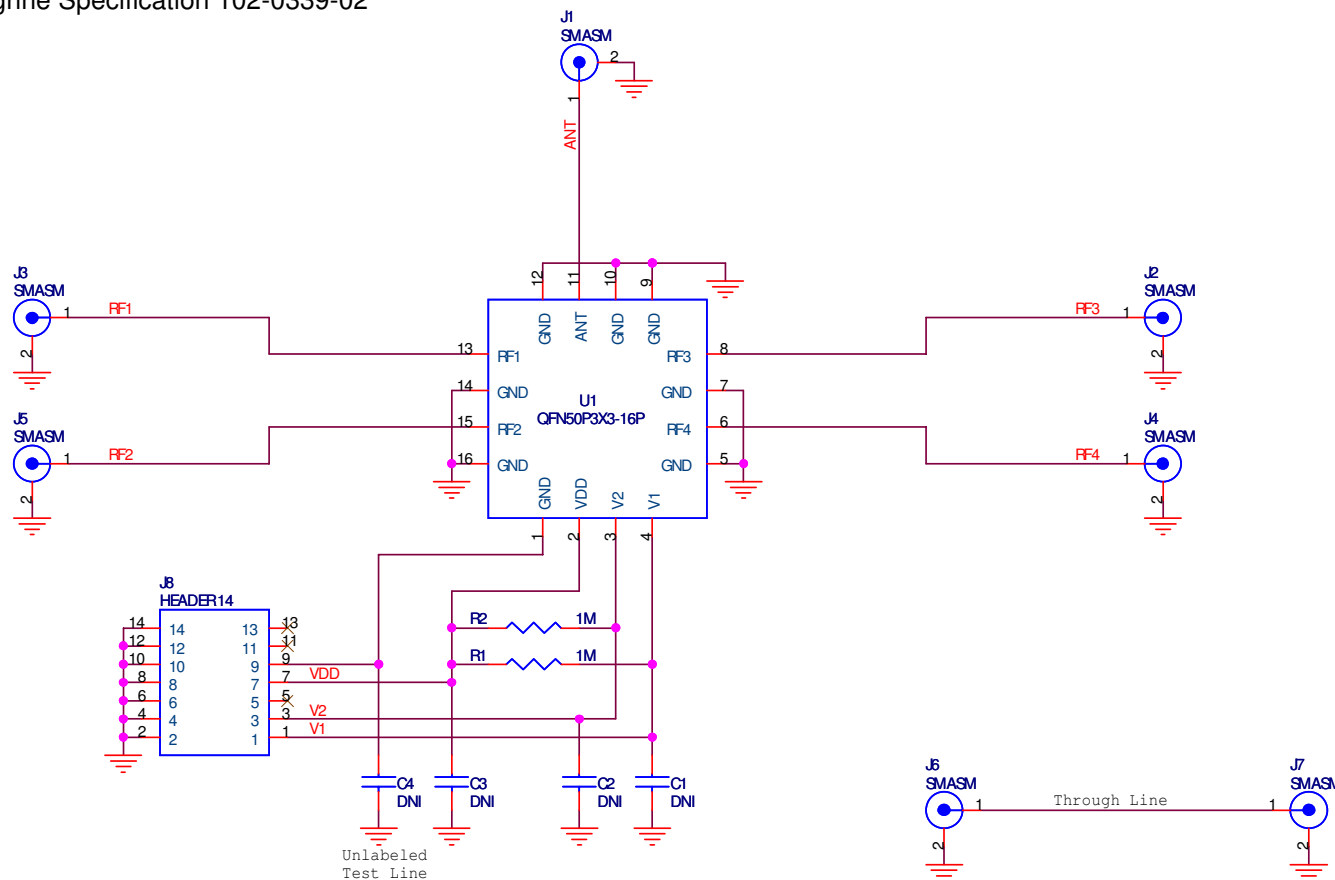 Specification 102-0339-02
J1
SMASM
2
1
ANT
J3
SMASM
1
RF1
2
J2
SMASM
RF3
1
2
12
11
10
9
GND
ANT
GND
GND
13
RF1
RF3
8
14
GND
GND
7
U1
QFN50P3X3-16P
15
RF2
RF4
6
16
GND
GND
5
GND
VDD
V2
V1
1
2
3
4
J5
SMASM
1
RF2
2
J4
SMASM
RF4
1
2
J8
HEADER14
14
14
13
13
12
12
11
11
10
10
9
9
8
8
7
7
VDD
6
6
5
5
4
4
3
3
V2
2
2
1
1
V1
R2
1M
R1
1M
C4
DNI
C3
DNI
C2
DNI
C1
DNI
Unlabeled
Test Line
J6
SMASM
1
Through Line
2
J7
SMASM
1
2